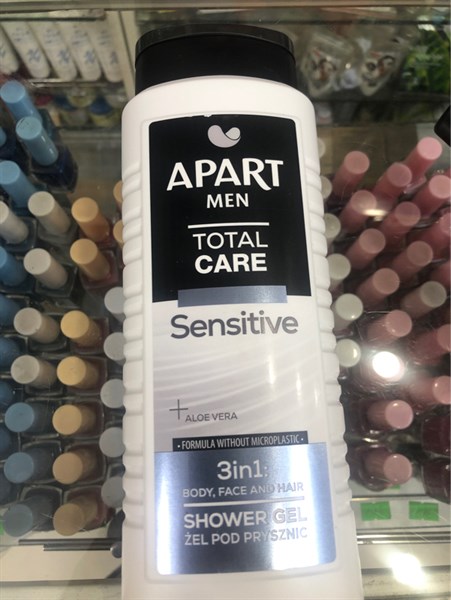 APART
MEN
TOTAL
CARE
Sensitive
+ ALOE VERA
• FORMULA WITHOUT MICROPLASTIC •
3in1:
BODY, FACE AND HAIR
SHOWER GEL
ŻEL POD PRYSZNIC